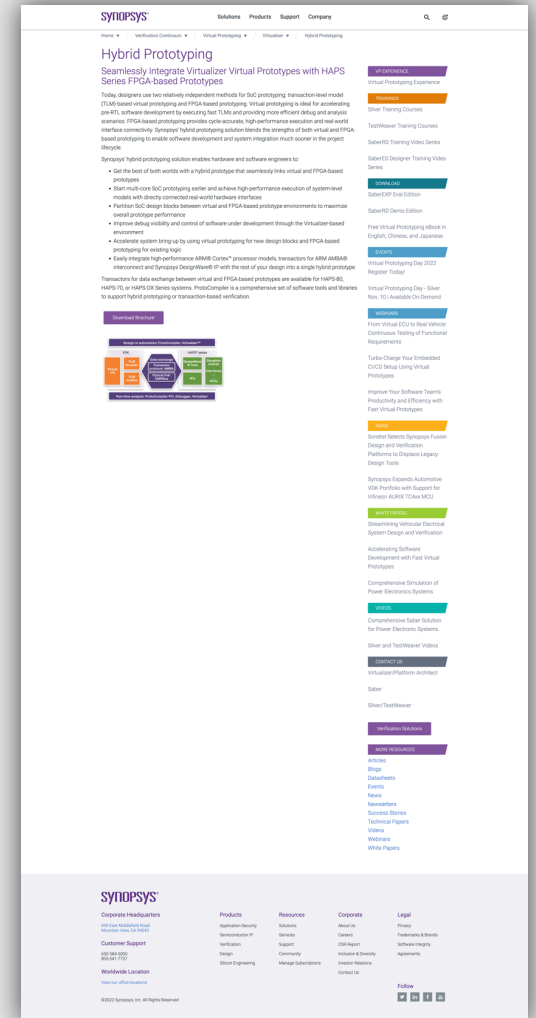 SYNOPSYS®
Solutions Products Support Company
Home Verification Continuum Virtual Prototyping Virtualizer Hybrid Prototyping
Hybrid Prototyping
Seamlessly Integrate Virtualizer Virtual Prototypes with HAPS
Series FPGA-based Prototypes
Today, designers use two relatively independent methods for SoC prototyping: transaction-level model
(TLM)-based virtual prototyping and FPGA-based prototyping. Virtual prototyping is ideal for accelerating
pre-RTL software development by executing fast TLMs and providing more efficient debug and analysis
scenarios. FPGA-based prototyping provides cycle-accurate, high-performance execution and real-world
interface connectivity. Synopsys' hybrid prototyping solution blends the strengths of both virtual and FPGA-
based prototyping to enable software development and system integration much sooner in the project
lifecycle.
Synopsys' hybrid prototyping solution enables hardware and software engineers to:
• Get the best of both worlds with a hybrid prototype that seamlessly links virtual and FPGA-based
prototypes
• Start multi-core SoC prototyping earlier and achieve high-performance execution of system-level
models with directly connected real-world hardware interfaces
• Partition SoC design blocks between virtual and FPGA-based prototype environments to maximize
overall prototype performance
• Improve debug visibility and control of software under development through the Virtualizer-based
environment
• Accelerate system bring-up by using virtual prototyping for new design blocks and FPGA-based
prototyping for existing logic
• Easily integrate high-performance ARM® Cortex™ processor models, transactors for ARM AMBA®
interconnect and Synopsys DesignWare® IP with the rest of your design into a single hybrid prototype
Transactors for data exchange between virtual and FPGA-based prototypes are available for HAPS-80,
HAPS-70, or HAPS-DX Series systems. ProtoCompiler is a comprehensive set of software tools and libraries
to support hybrid prototyping or transaction-based verification.
Download Brochure
Design in automation: ProtoCompiler, Virtualizer™
VDK
HAPS® series
Data exchange
Run-time analysis: ProtoCompiler RTL Debugger, Virtualizer
VP EXPERIENCE
Virtual Prototyping Experience
TRAININGS
Silver Training Courses
TestWeaver Training Courses
SaberRD Training Video Series
SaberES Designer Training Video
Series
DOWNLOAD
SaberEXP Eval Edition
SaberRD Demo Edition
Free Virtual Prototyping eBook in
English, Chinese, and Japanese
EVENTS
Virtual Prototyping Day 2022
Register Today!
Virtual Prototyping Day - Silver
Nov. 10 | Available On-Demand
WEBINARS
From Virtual ECU to Real Vehicle:
Continuous Testing of Functional
Requirements
Turbo-Charge Your Embedded
CI/CD Setup Using Virtual
Prototypes
Improve Your Software Team's
Productivity and Efficiency with
Fast Virtual Prototypes
NEWS
Sondrel Selects Synopsys Fusion
Design and Verification
Platforms to Displace Legacy
Design Tools
Synopsys Expands Automotive
VDK Portfolio with Support for
Infineon AURIX TC4xx MCU
WHITE PAPERS
Streamlining Vehicular Electrical
System Design and Verification
Accelerating Software
Development with Fast Virtual
Prototypes
Comprehensive Simulation of
Power Electronics Systems
VIDEOS
Comprehensive Saber Solution
for Power Electronic Systems
Silver and TestWeaver Videos
CONTACT US
Virtualizer/Platform Architect
Saber
Silver/TestWeaver
Verification Solutions
MORE RESOURCES
Articles
Blogs
Datasheets
Events
News
Newsletters
Success Stories
Technical Papers
Videos
Webinars
White Papers
SYNOPSYS®
Corporate Headquarters
690 East Middlefield Road
Mountain View, CA 94043
Customer Support
650-584-5000
800-541-7737
Worldwide Location
View our office locations
©2022 Synopsys, Inc. All Rights Reserved
Products
Application Security
Semiconductor IP
Verification
Design
Silicon Engineering
Resources
Solutions
Services
Support
Community
Manage Subscriptions
Corporate
About Us
Careers
CSR Report
Inclusion & Diversity
Investor Relations
Contact Us
Legal
Privacy
Trademarks & Brands
Software Integrity
Agreements
Follow